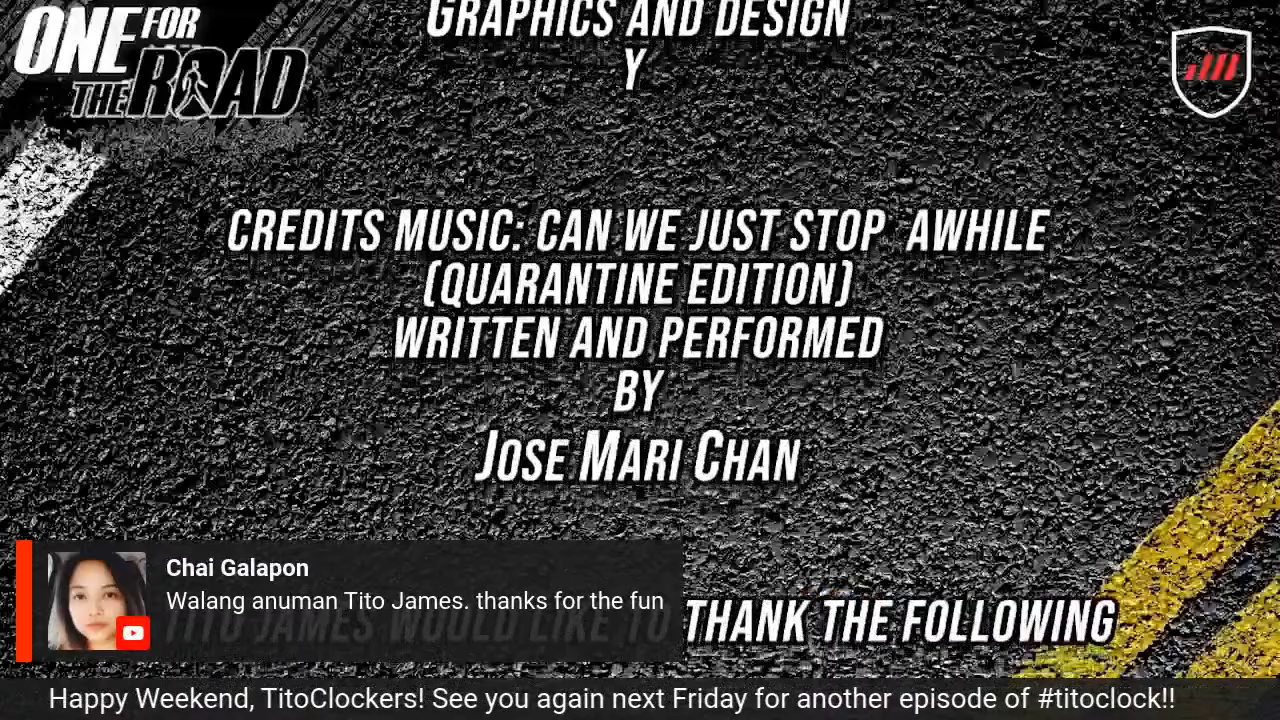 ONE FOR
THE ROAD
GRAPHICS AND DESIGN
Y
CREDITS MUSIC: CAN WE JUST STOP AWHILE
(QUARANTINE EDITION)
WRITTEN AND PERFORMED
BY
JOSE MARI CHAN
Chai Galapon
Walang anuman Tito James. thanks for the fun
TITO JAMES WOULD LIKE TO THANK THE FOLLOWING
Happy Weekend, TitoClockers! See you again next Friday for another episode of #titoclock!!